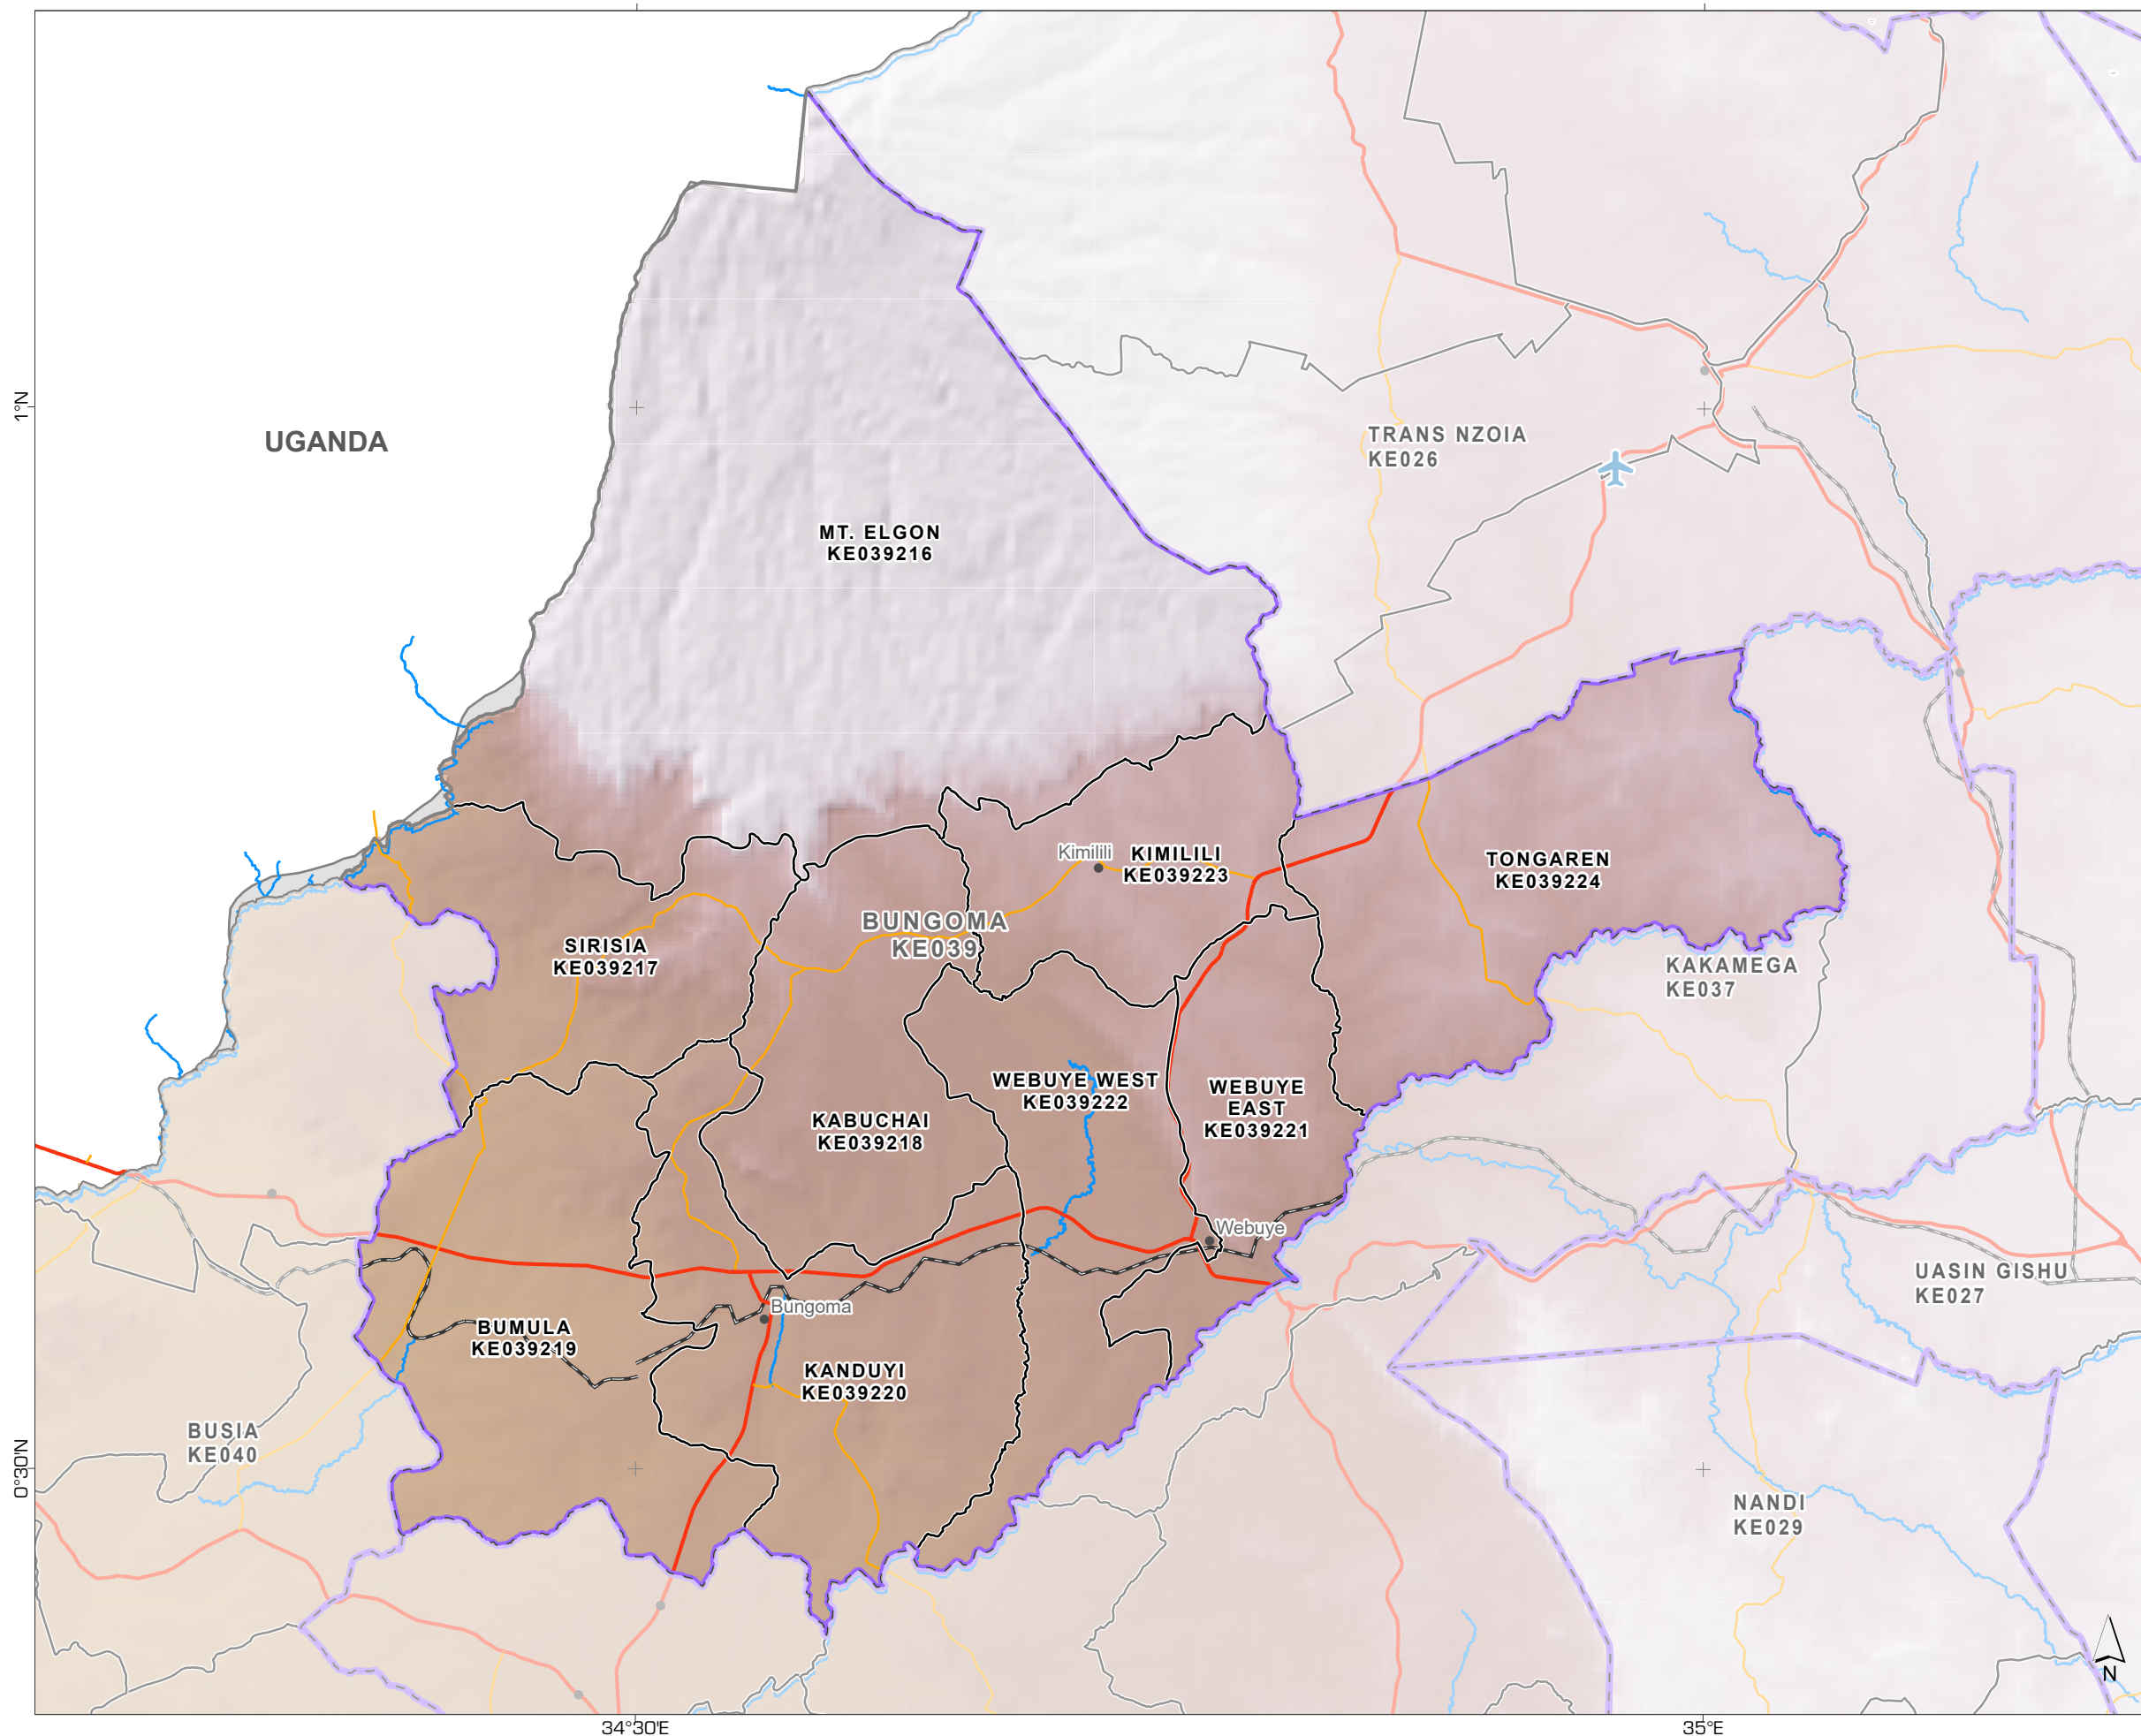 1°N
UGANDA
TRANS NZOIA
KE026
MT. ELGON
KE039216
Kimilili
KIMILILI
KE039223
TONGAREN
KE039224
BUNGOMA
KE039
SIRISIA
KE039217
KAKAMEGA
KE037
WEBUYE WEST
KE039222
WEBUYE
EAST
KE039221
KABUCHAI
KE039218
Webuye
UASIN GISHU
KE027
Bungoma
BUMULA
KE039219
KANDUYI
KE039220
BUSIA
KE040
0°30'N
NANDI
KE029
N
34°30'E
35°E